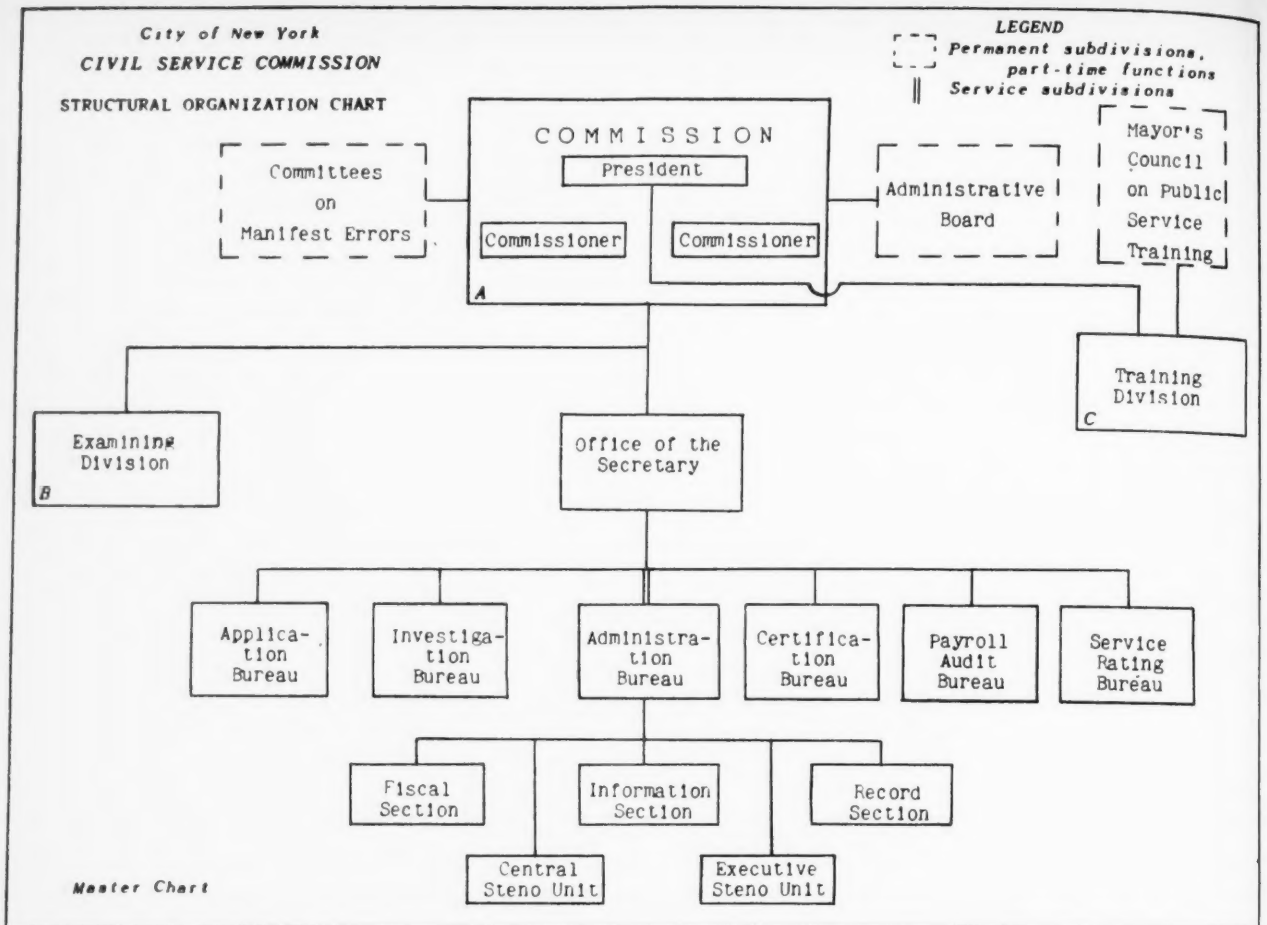 City of New York
CIVIL SERVICE COMMISSION
STRUCTURAL ORGANIZATION CHART
LEGEND
Permanent subdivisions,
part-time functions
Service subdivisions
COMMISSION
President
Commissioner
Commissioner
A
Committees
on
Manifest Errors
Administrative
Board
Mayor's
Council
on Public
Service
Training
Training
Division
C
Examining
Division
B
Office of the
Secretary
Applica-
tion
Bureau
Investiga-
tion
Bureau
Administra-
tion
Bureau
Certifica-
tion
Bureau
Payroll
Audit
Bureau
Service
Rating
Bureau
Fiscal
Section
Information
Section
Record
Section
Central
Steno Unit
Executive
Steno Unit
Master Chart